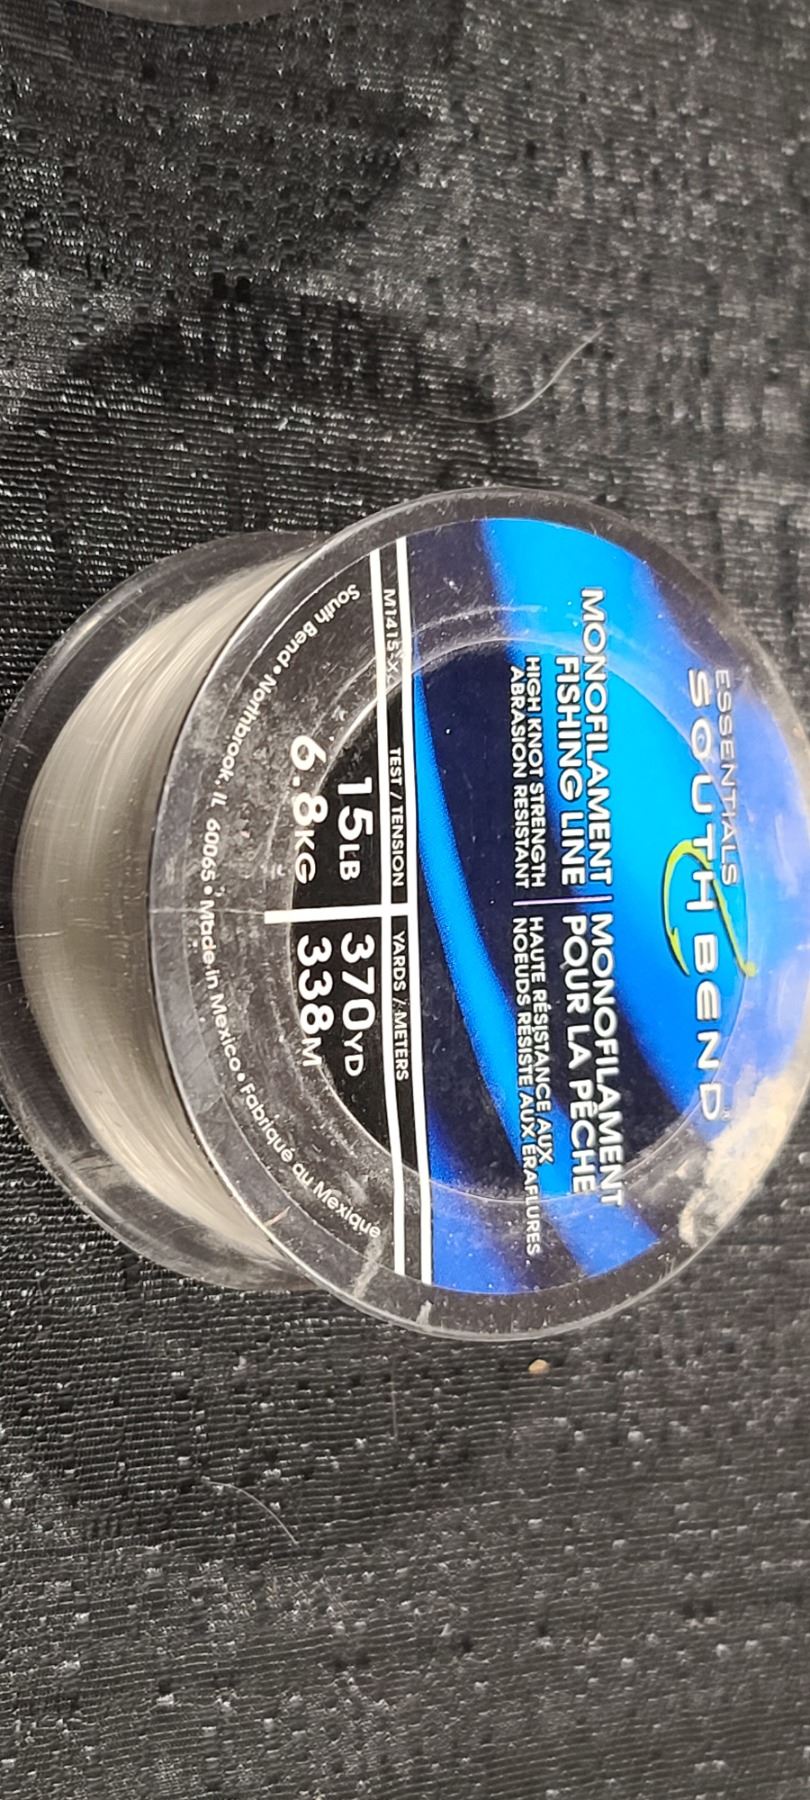 ESSENTIALS
SOUTH BEND
MONOFILAMENT
FISHING LINE
HIGH KNOT STRENGTH
ABRASION RESISTANT
MONOFILAMENT
POUR LA PÊCHE
HAUTE RÉSISTANCE AUX
NOEUDS RÉSISTE AUX ÉRAFLURES.
M1415-X
TEST / TENSION
YARDS / METERS
15LB
6.8KG
370YD
338M
South Bend • Northbrook, IL 60065 • Made in Mexico • Fabriqué au Mexique